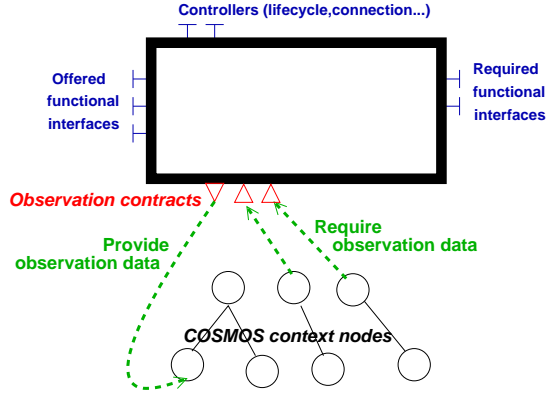 Controllers (lifecycle,connection...)
Offered
functional
interfaces
Required
functional
interfaces
Observation contracts
Provide
observation data
Require
observation data
COSMOS context nodes